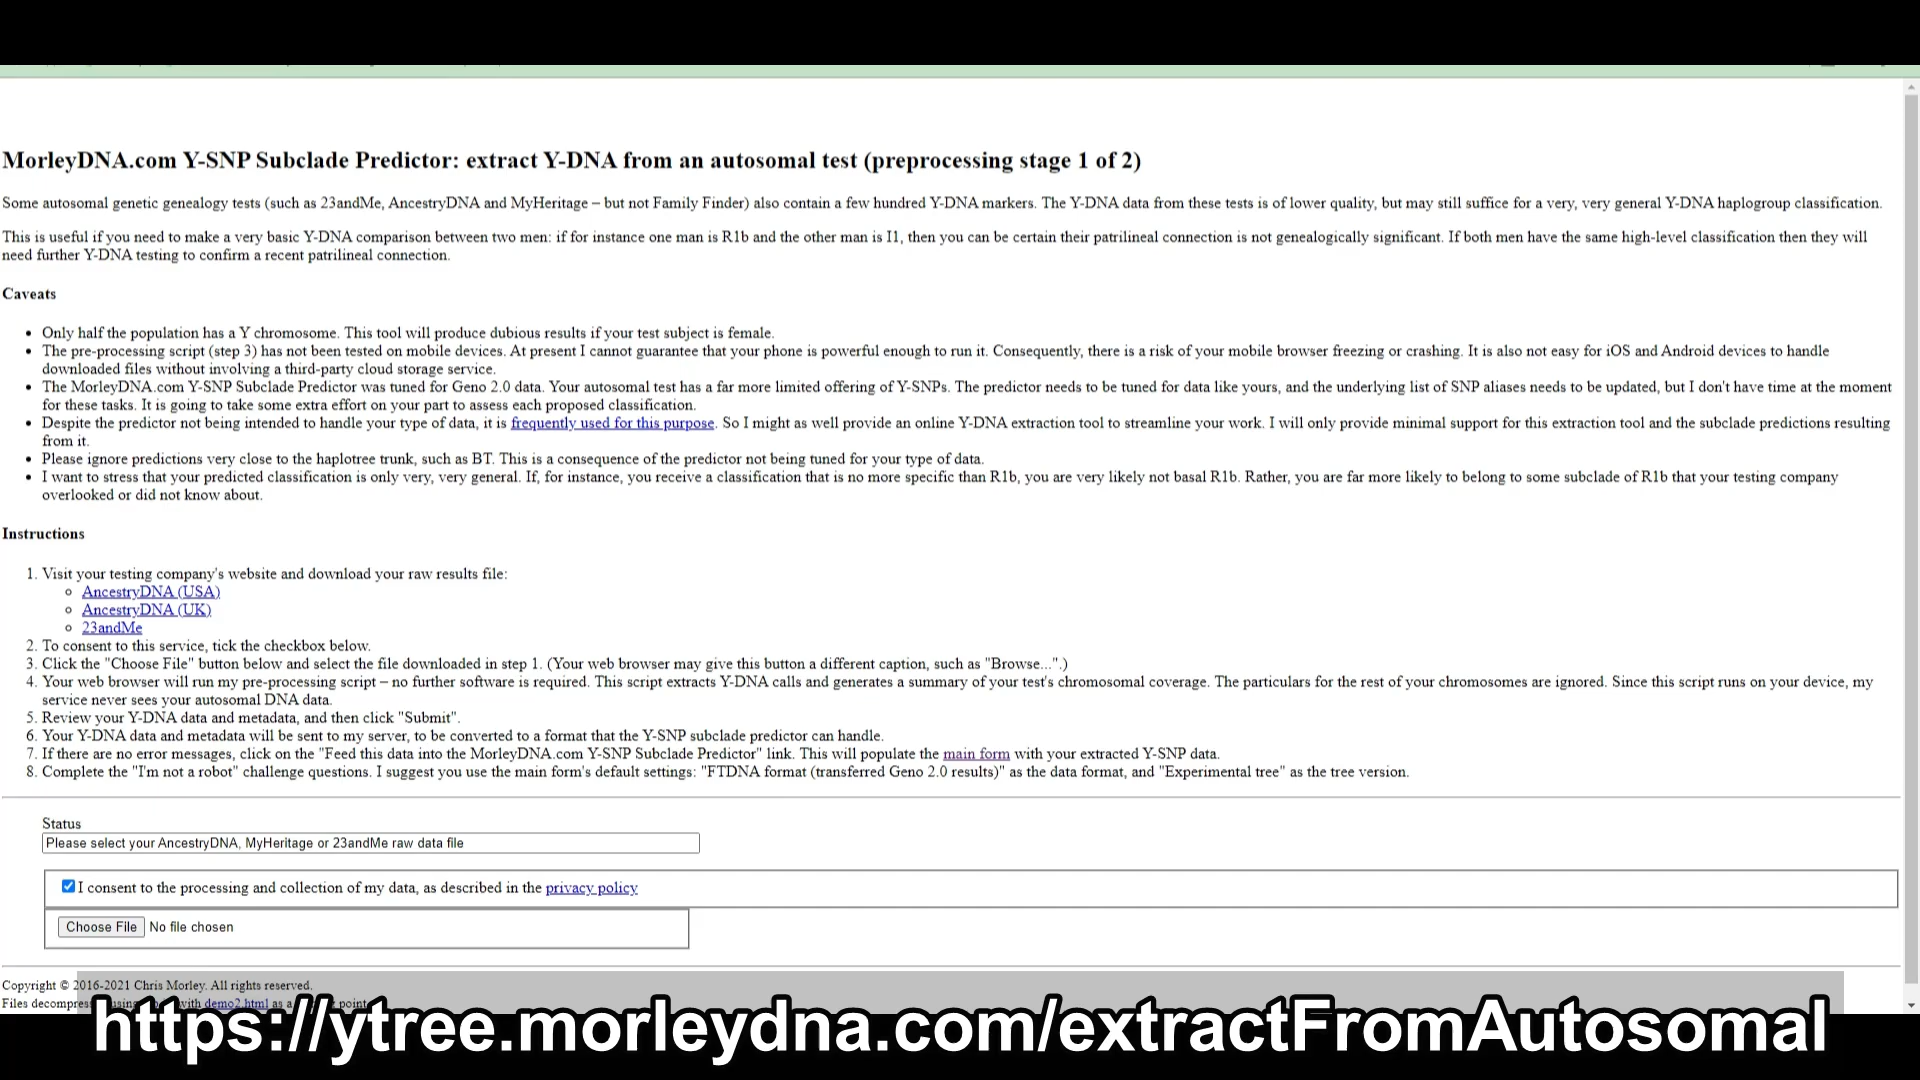 MorleyDNA.com Y-SNP Subclade Predictor: extract Y-DNA from an autosomal test (preprocessing stage 1 of 2)
Some autosomal genetic genealogy tests (such as 23andMe, AncestryDNA and MyHeritage – but not Family Finder) also contain a few hundred Y-DNA markers. The Y-DNA data from these tests is of lower quality, but may still suffice for a very, very general Y-DNA haplogroup classification.
This is useful if you need to make a very basic Y-DNA comparison between two men: if for instance one man is R1b and the other man is I1, then you can be certain their patrilineal connection is not genealogically significant. If both men have the same high-level classification then they will
need further Y-DNA testing to confirm a recent patrilineal connection.
Caveats
• Only half the population has a Y chromosome. This tool will produce dubious results if your test subject is female.
• The pre-processing script (step 3) has not been tested on mobile devices. At present I cannot guarantee that your phone is powerful enough to run it. Consequently, there is a risk of your mobile browser freezing or crashing. It is also not easy for iOS and Android devices to handle
downloaded files without involving a third-party cloud storage service.
• The MorleyDNA.com Y-SNP Subclade Predictor was tuned for Geno 2.0 data. Your autosomal test has a far more limited offering of Y-SNPs. The predictor needs to be tuned for data like yours, and the underlying list of SNP aliases needs to be updated, but I don't have time at the moment
for these tasks. It is going to take some extra effort on your part to assess each proposed classification.
• Despite the predictor not being intended to handle your type of data, it is frequently used for this purpose. So I might as well provide an online Y-DNA extraction tool to streamline your work. I will only provide minimal support for this extraction tool and the subclade predictions resulting
from it.
• Please ignore predictions very close to the haplotree trunk, such as BT. This is a consequence of the predictor not being tuned for your type of data.
• I want to stress that your predicted classification is only very, very general. If, for instance, you receive a classification that is no more specific than R1b, you are very likely not basal R1b. Rather, you are far more likely to belong to some subclade of R1b that your testing company
overlooked or did not know about.
Instructions
1. Visit your testing company's website and download your raw results file:
AncestryDNA (USA)
AncestryDNA (UK)
23andMe
2. To consent to this service, tick the checkbox below.
3. Click the "Choose File" button below and select the file downloaded in step 1. (Your web browser may give this button a different caption, such as "Browse...".)
4. Your web browser will run my pre-processing script – no further software is required. This script extracts Y-DNA calls and generates a summary of your test's chromosomal coverage. The particulars for the rest of your chromosomes are ignored. Since this script runs on your device, my
service never sees your autosomal DNA data.
5. Review your Y-DNA data and metadata, and then click "Submit".
6. Your Y-DNA data and metadata will be sent to my server, to be converted to a format that the Y-SNP subclade predictor can handle.
7. If there are no error messages, click on the "Feed this data into the MorleyDNA.com Y-SNP Subclade Predictor" link. This will populate the main form with your extracted Y-SNP data.
8. Complete the "I'm not a robot" challenge questions. I suggest you use the main form's default settings: "FTDNA format (transferred Geno 2.0 results)" as the data format, and "Experimental tree" as the tree version.
Status
Please select your AncestryDNA, MyHeritage or 23andMe raw data file
I consent to the processing and collection of my data, as described in the privacy policy
Choose File No file chosen
Copyright © 2016-2021 Chris Morley. All rights reserved.
Files with demo2.html as a
https://ytree.morleydna.com/extractFromAutosomal